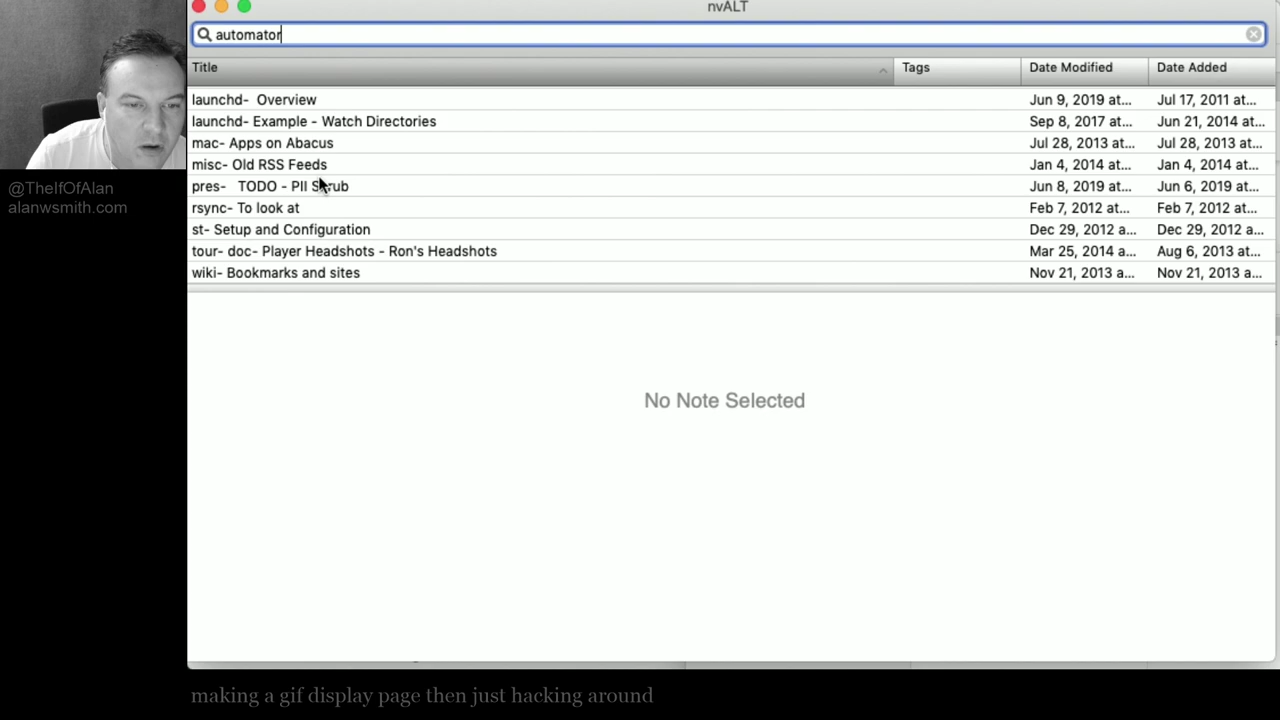 nvALT
automator
Title Tags Date Modified Date Added
launchd-  Overview Jun 9, 2019 at... Jul 17, 2011 at...
launchd- Example - Watch Directories Sep 8, 2017 at... Jun 21, 2014 at...
mac- Apps on Abacus Jul 28, 2013 at... Jul 28, 2013 at...
misc- Old RSS Feeds Jan 4, 2014 at... Jan 4, 2014 at...
pres-   TODO - PII Scrub Jun 8, 2019 at... Jun 6, 2019 at...
rsync- To look at Feb 7, 2012 at... Feb 7, 2012 at...
st- Setup and Configuration Dec 29, 2012 a... Dec 29, 2012 a...
tour- doc- Player Headshots - Ron's Headshots Mar 25, 2014 a... Aug 6, 2013 at...
wiki- Bookmarks and sites Nov 21, 2013 a... Nov 21, 2013 a...
No Note Selected
@TheIfOfAlan
alanwsmith.com
making a gif display page then just hacking around